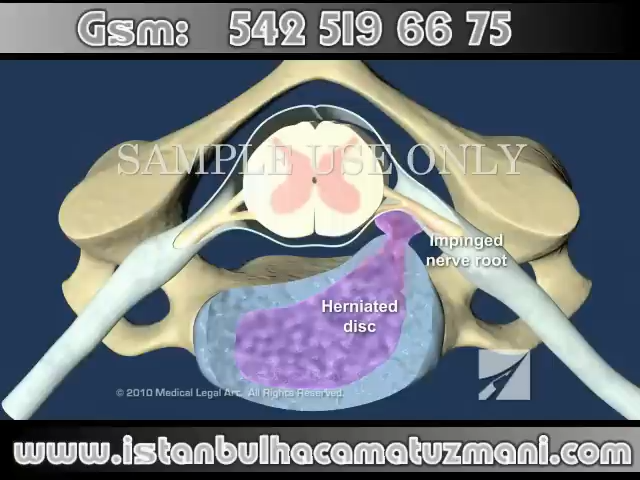 Gsm: 542 519 66 75
SAMPLE USE ONLY
Impinged
nerve root
Herniated
disc
© 2010 Medical Legal Art. All Rights Reserved.
www.istanbulhacamatuzmani.com